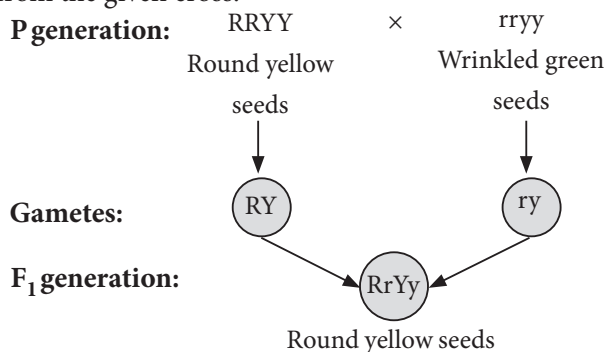 from the given cross.
P generation: RRYY × rryy
Round yellow seeds
Wrinkled green seeds
Gametes: RY ry
F₁ generation: RrYy
Round yellow seeds